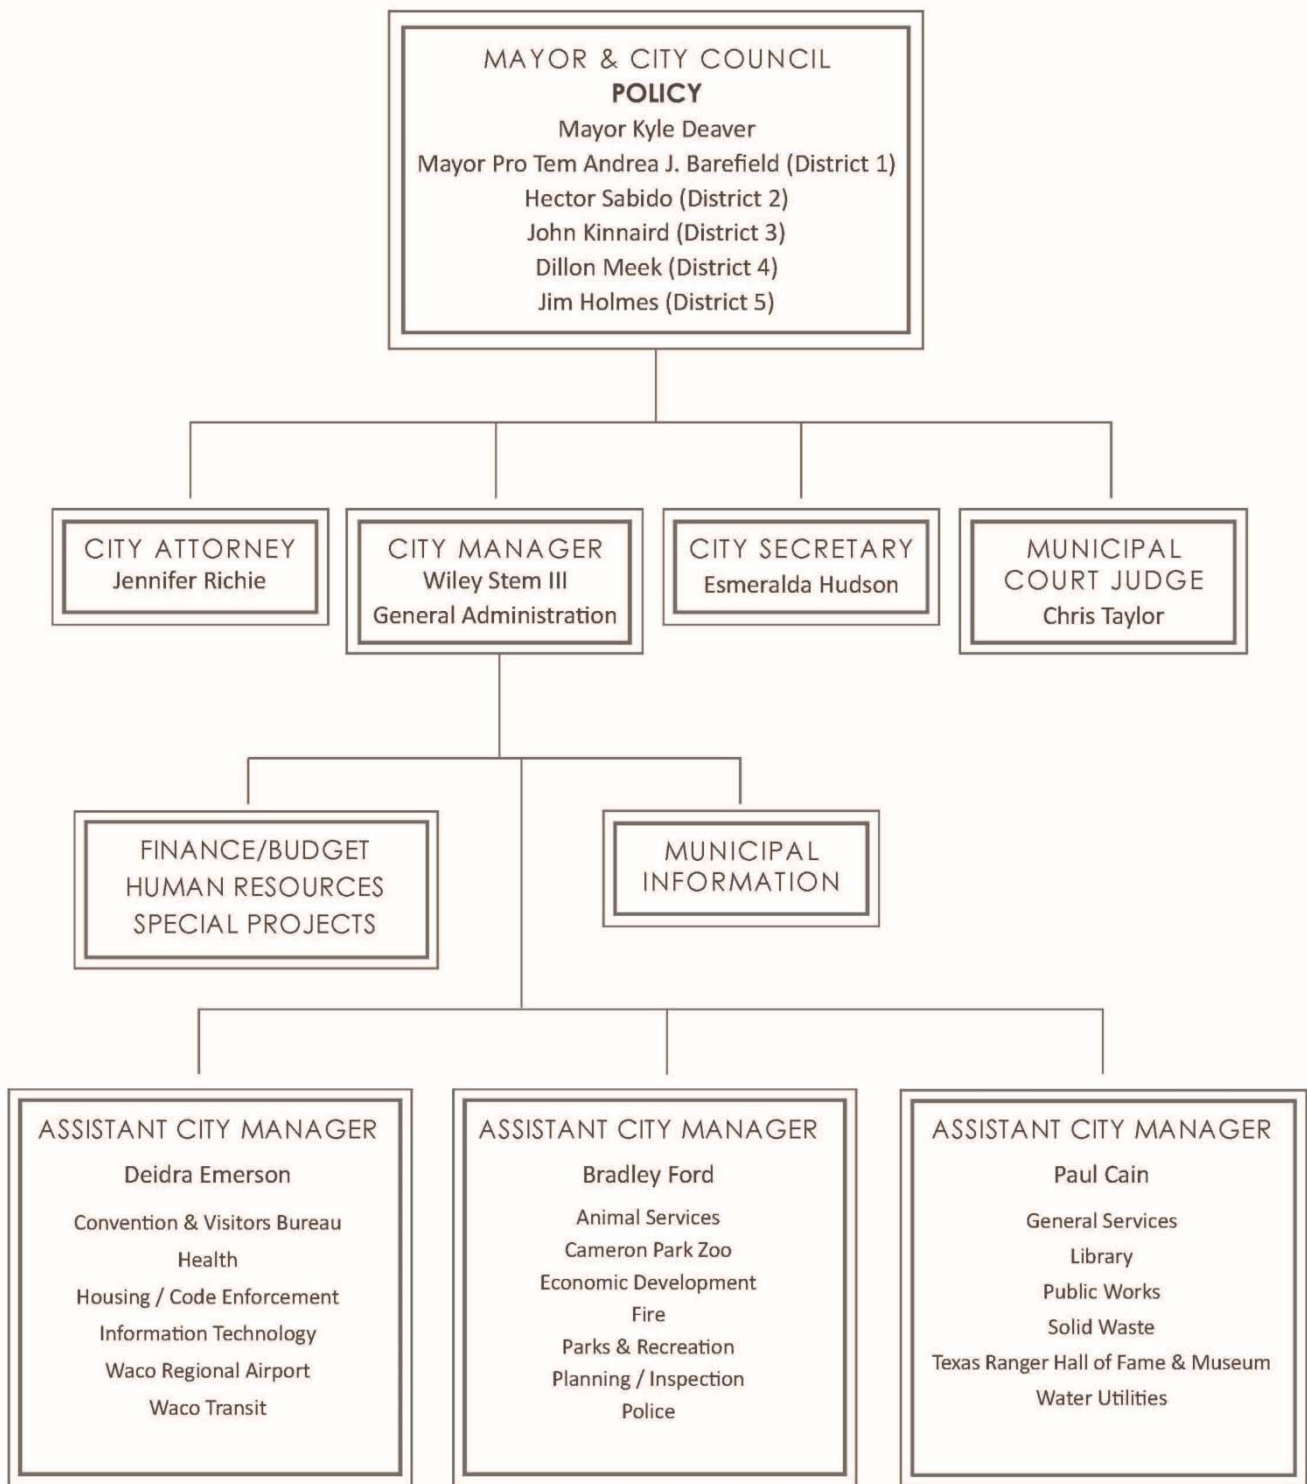 MAYOR & CITY COUNCIL
POLICY
Mayor Kyle Deaver
Mayor Pro Tem Andrea J. Barefield (District 1)
Hector Sabido (District 2)
John Kinnaird (District 3)
Dillon Meek (District 4)
Jim Holmes (District 5)
CITY ATTORNEY
Jennifer Richie
CITY MANAGER
Wiley Stem III
General Administration
CITY SECRETARY
Esmeralda Hudson
MUNICIPAL
COURT JUDGE
Chris Taylor
FINANCE/BUDGET
HUMAN RESOURCES
SPECIAL PROJECTS
MUNICIPAL
INFORMATION
ASSISTANT CITY MANAGER
Deidra Emerson
Convention & Visitors Bureau
Health
Housing / Code Enforcement
Information Technology
Waco Regional Airport
Waco Transit
ASSISTANT CITY MANAGER
Bradley Ford
Animal Services
Cameron Park Zoo
Economic Development
Fire
Parks & Recreation
Planning / Inspection
Police
ASSISTANT CITY MANAGER
Paul Cain
General Services
Library
Public Works
Solid Waste
Texas Ranger Hall of Fame & Museum
Water Utilities